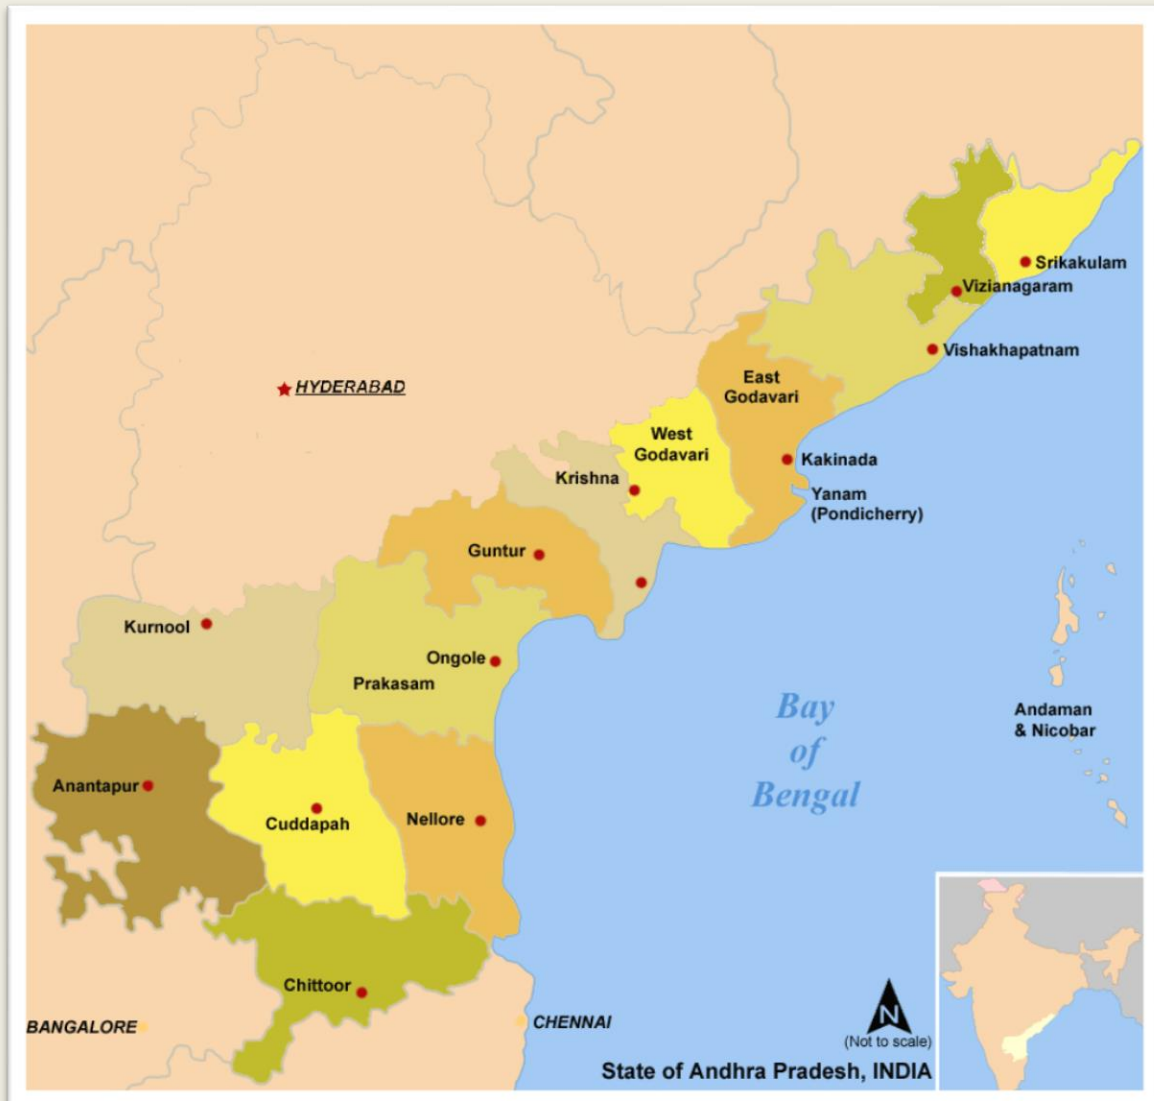 Srikakulam
Vizianagaram
Vishakhapatnam
HYDERABAD
East
Godavari
West
Godavari
Kakinada
Krishna
Yanam
(Pondicherry)
Guntur
Kurnool
Ongole
Prakasam
Bay
of
Bengal
Andaman
& Nicobar
Anantapur
Cuddapah
Nellore
Chittoor
BANGALORE
CHENNAI
N
(Not to scale)
State of Andhra Pradesh, INDIA